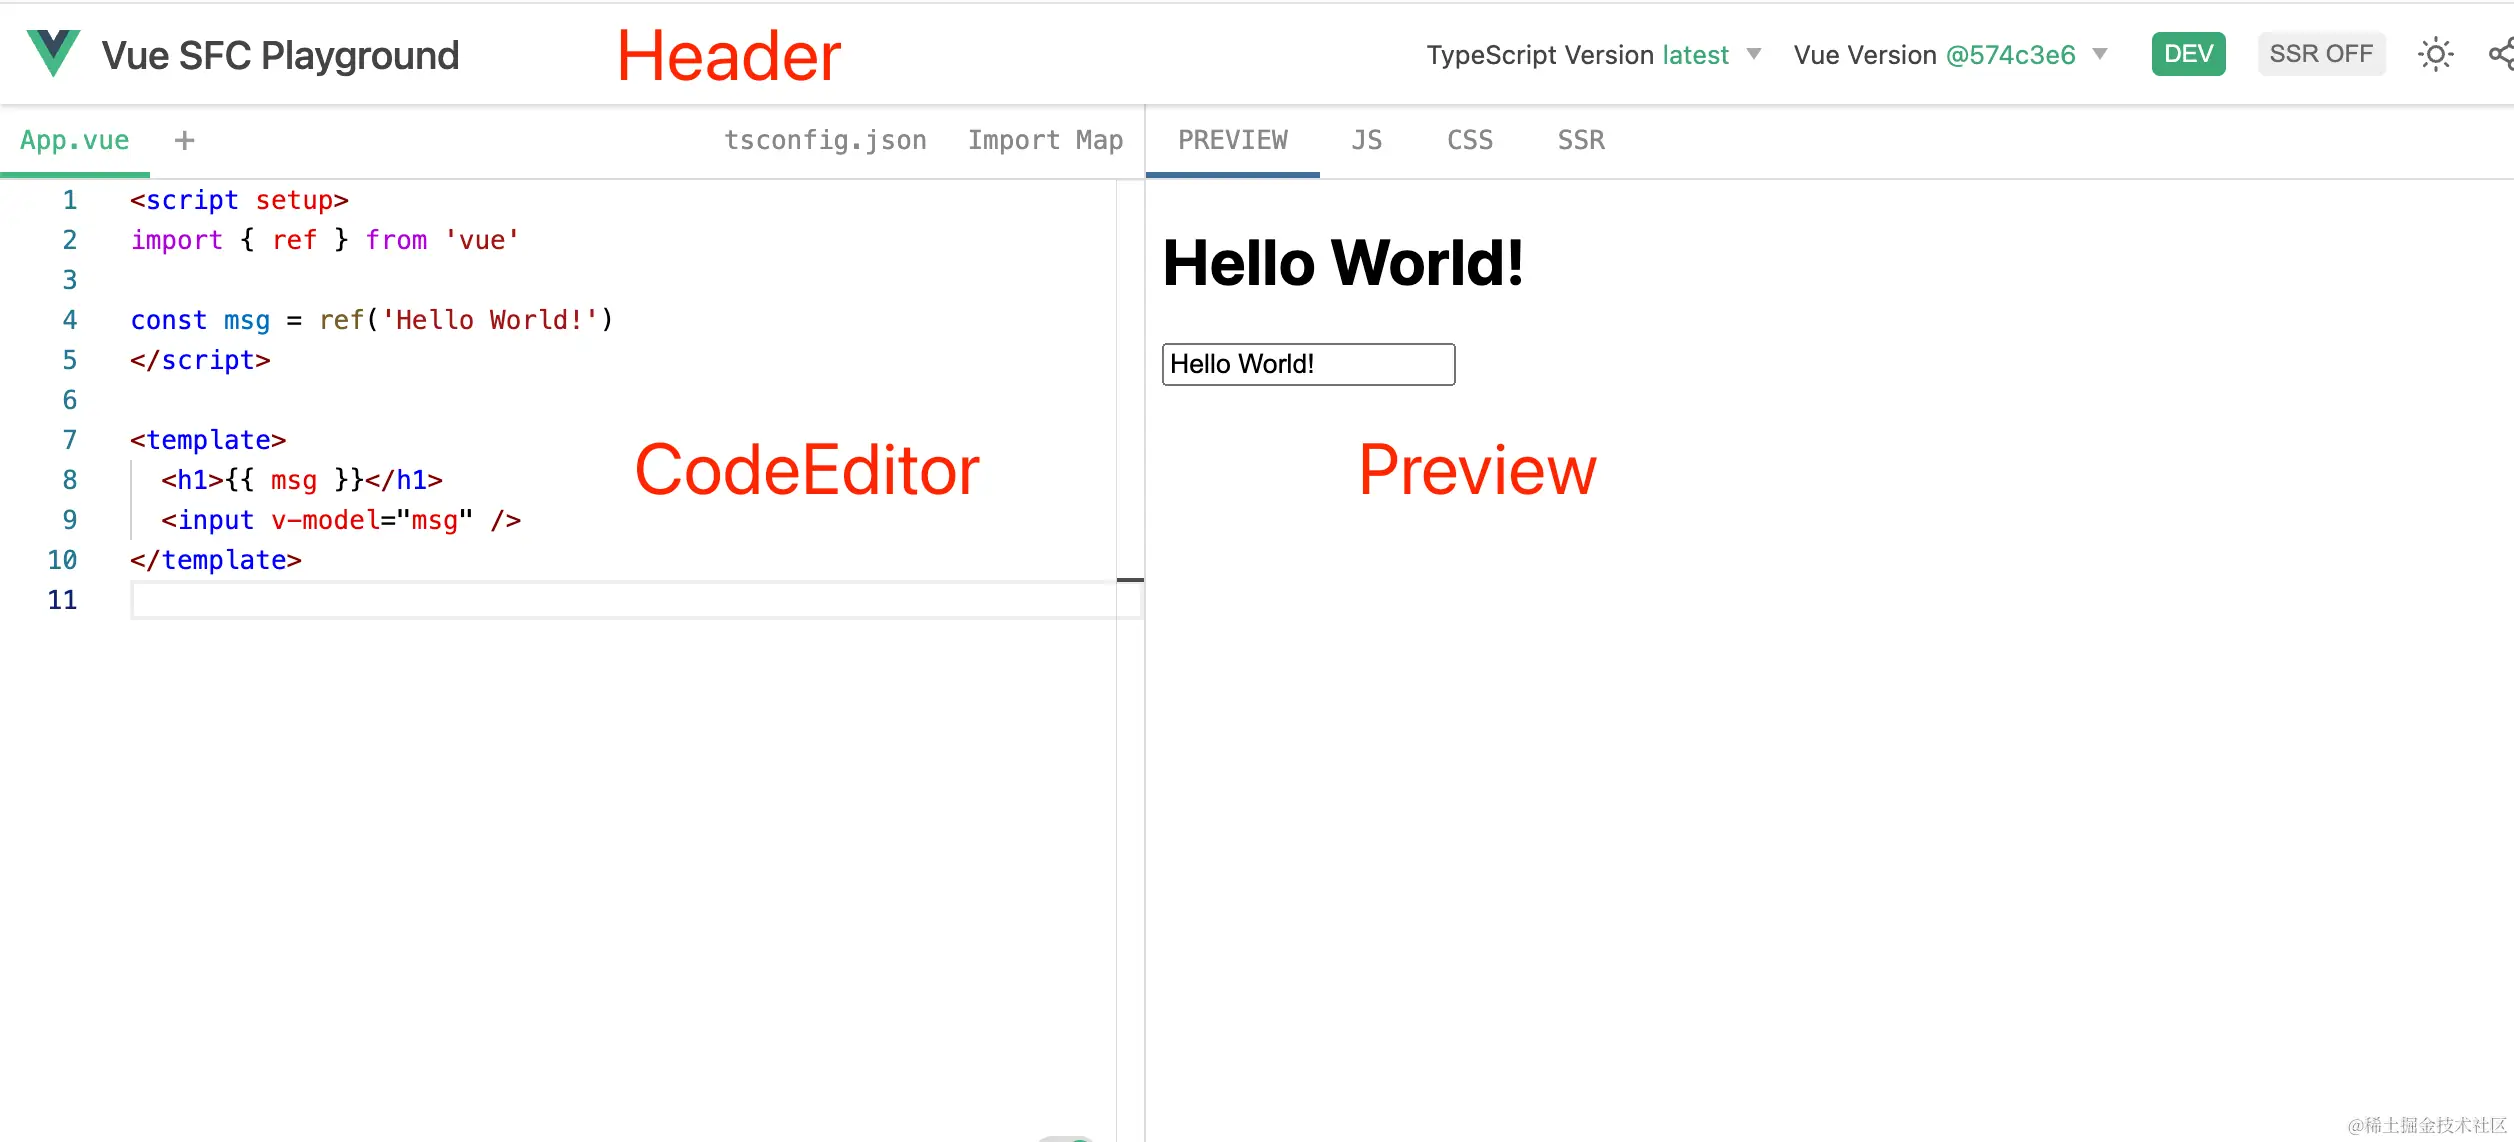 Vue SFC Playground Header TypeScript Version latest Vue Version @574c3e6 DEV SSR OFF
App.vue + tsconfig.json Import Map PREVIEW JS CSS SSR
1 <script setup>
2 import { ref } from 'vue'
3
4 const msg = ref('Hello World!')
5 </script>
6
7 <template>
8 <h1>{{ msg }}</h1>
9 <input v-model="msg" />
10 </template>
11
CodeEditor
Hello World!
Hello World!
Preview
@稀土掘金技术社区